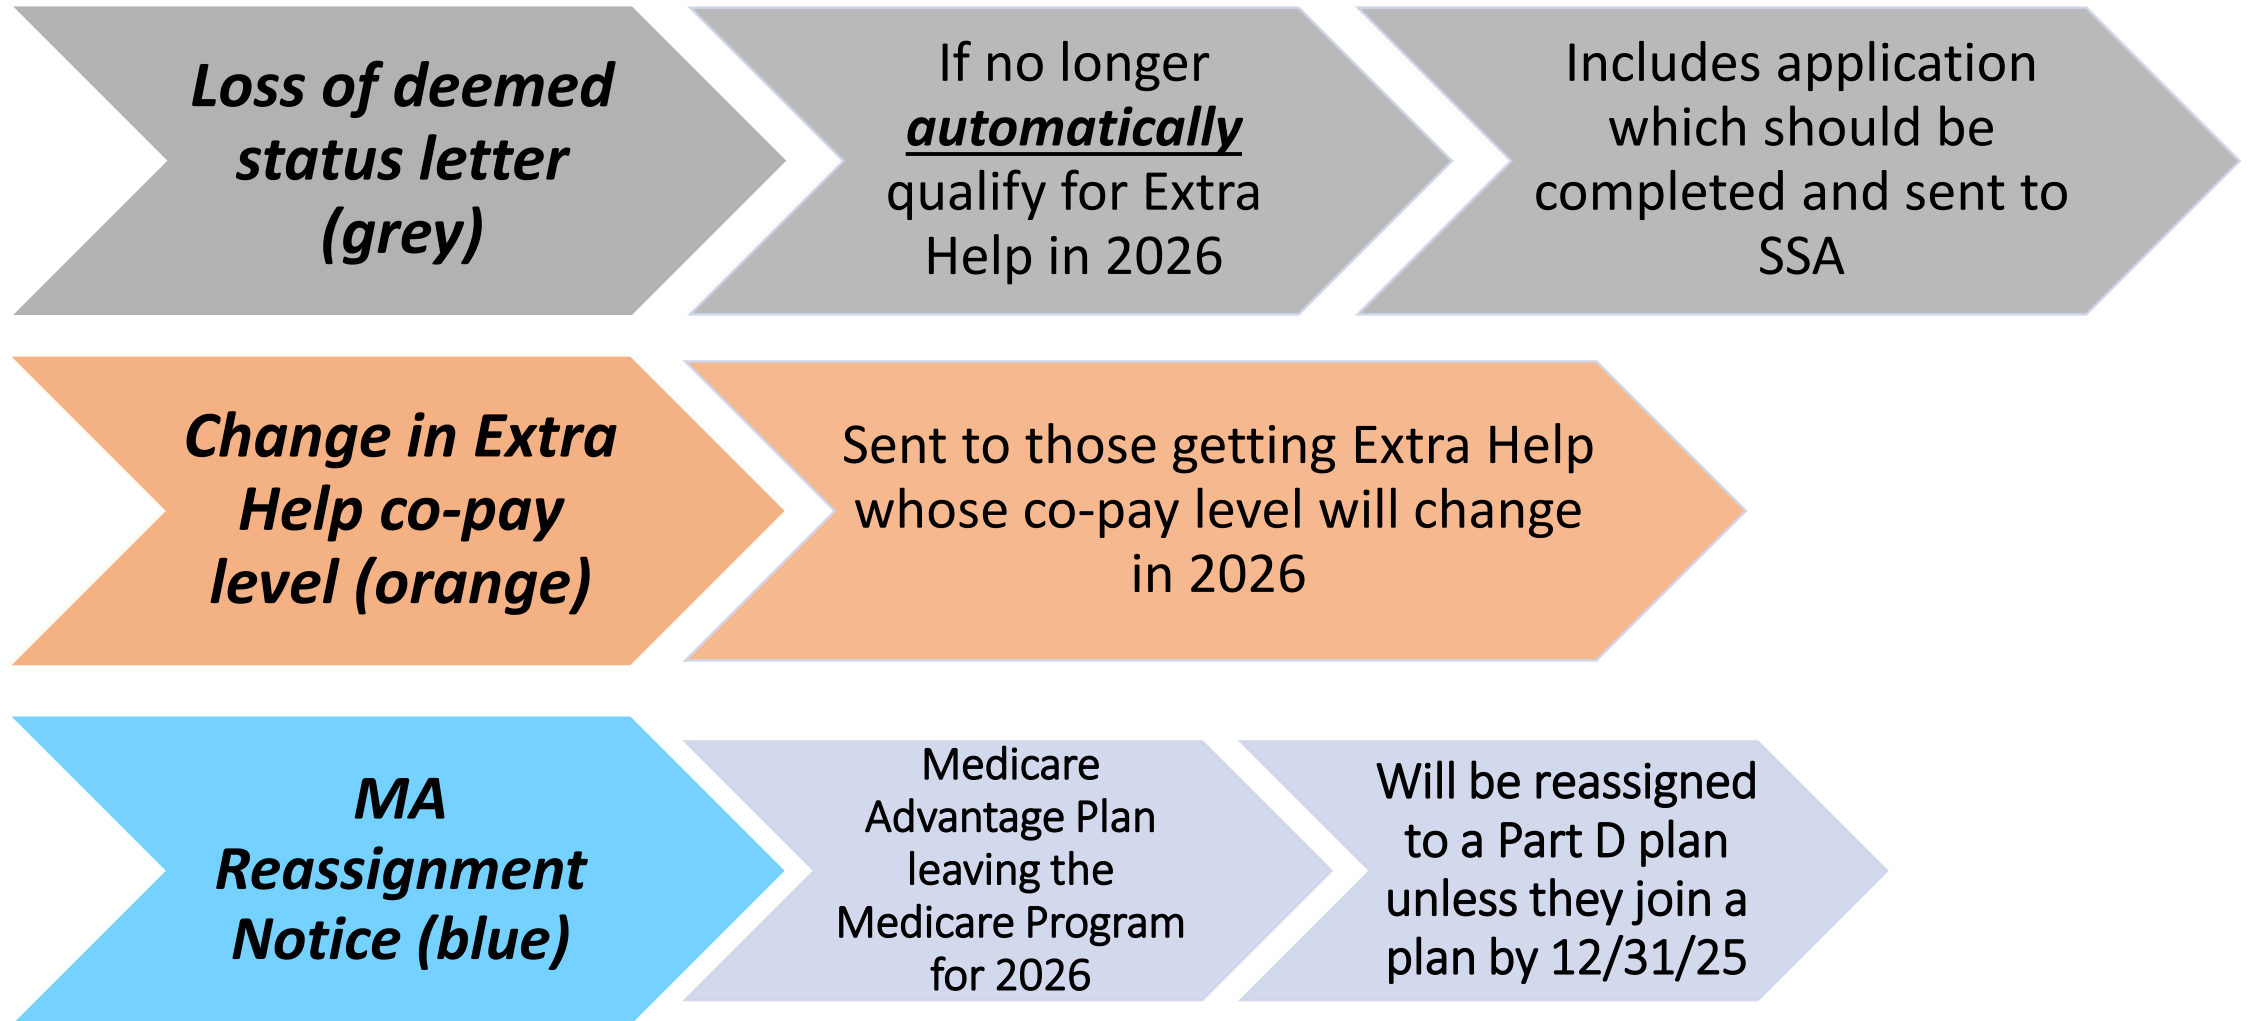 Loss of deemed
status letter
(grey)
If no longer
automatically
qualify for Extra
Help in 2026
Includes application
which should be
completed and sent to
SSA
Change in Extra
Help co-pay
level (orange)
Sent to those getting Extra Help
whose co-pay level will change
in 2026
MA
Reassignment
Notice (blue)
Medicare
Advantage Plan
leaving the
Medicare Program
for 2026
Will be reassigned
to a Part D plan
unless they join a
plan by 12/31/25